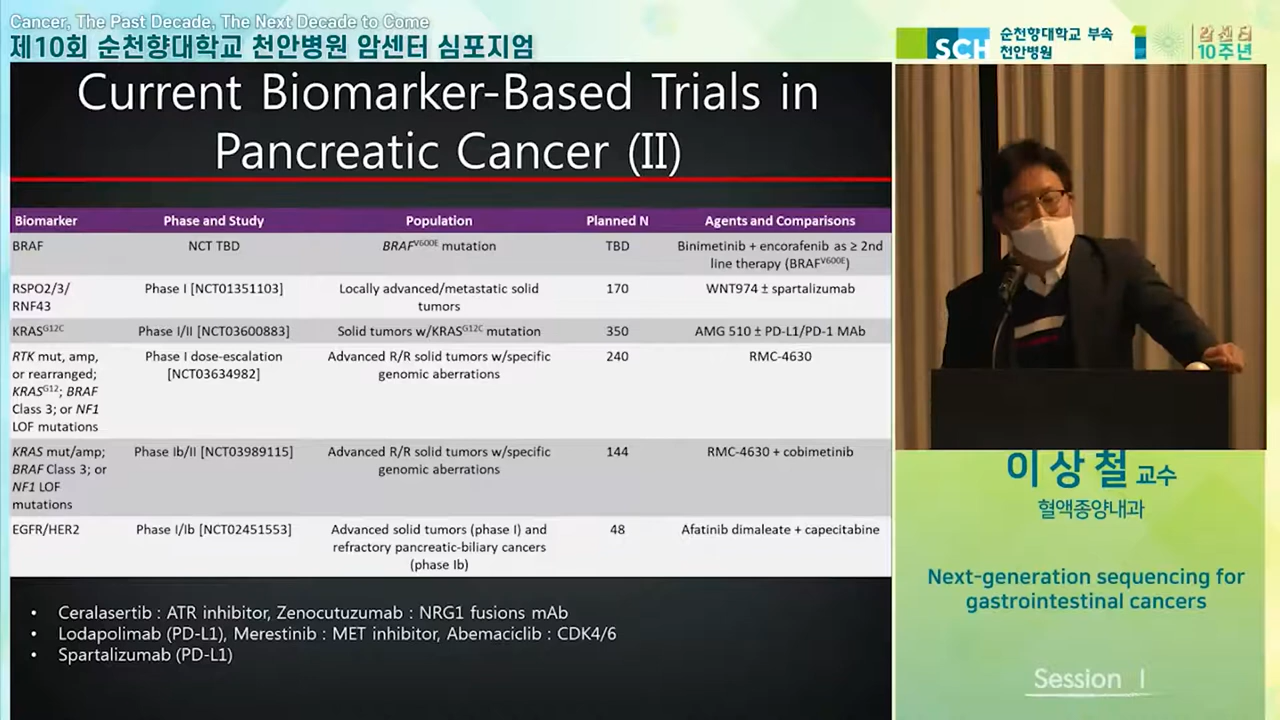 Cancer, The Past Decade, The Next Decade to Come
제10회 순천향대학교 천안병원 암센터 심포지엄
SCH
순천향대학교 부속
천안병원
암센터
10주년
Current Biomarker-Based Trials in
Pancreatic Cancer (II)
Biomarker Phase and Study Population Planned N Agents and Comparisons
BRAF NCT TBD BRAFV600E mutation TBD Binimetinib + encorafenib as ≥ 2nd
line therapy (BRAFV600E)
RSPO2/3/ Phase I [NCT01351103] Locally advanced/metastatic solid 170 WNT974 ± spartalizumab
RNF43 tumors
KRASG12C Phase I/II [NCT03600883] Solid tumors w/KRASG12C mutation 350 AMG 510 ± PD-L1/PD-1 MAb
RTK mut, amp, Phase I dose-escalation Advanced R/R solid tumors w/specific 240 RMC-4630
or rearranged; [NCT03634982] genomic aberrations
KRASG12; BRAF
Class 3; or NF1
LOF mutations
KRAS mut/amp; Phase Ib/II [NCT03989115] Advanced R/R solid tumors w/specific 144 RMC-4630 + cobimetinib
BRAF Class 3; or genomic aberrations
NF1 LOF
mutations
EGFR/HER2 Phase I/Ib [NCT02451553] Advanced solid tumors (phase I) and 48 Afatinib dimaleate + capecitabine
refractory pancreatic-biliary cancers
(phase Ib)
• Ceralasertib : ATR inhibitor, Zenocutuzumab : NRG1 fusions mAb
• Lodapolimab (PD-L1), Merestinib : MET inhibitor, Abemaciclib : CDK4/6
• Spartalizumab (PD-L1)
이상철 교수
혈액종양내과
Next-generation sequencing for
gastrointestinal cancers
Session I